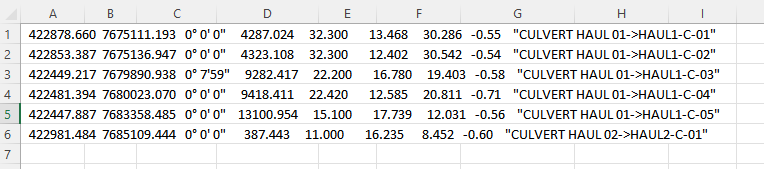 A B C D E F G H I
1 422878.660 7675111.193 0° 0' 0" 4287.024 32.300 13.468 30.286 -0.55 "CULVERT HAUL 01->HAUL1-C-01"
2 422853.387 7675136.947 0° 0' 0" 4323.108 32.300 12.402 30.542 -0.54 "CULVERT HAUL 01->HAUL1-C-02"
3 422449.217 7679890.938 0° 7'59" 9282.417 22.200 16.780 19.403 -0.58 "CULVERT HAUL 01->HAUL1-C-03"
4 422481.394 7680023.070 0° 0' 0" 9418.411 22.420 12.585 20.811 -0.71 "CULVERT HAUL 01->HAUL1-C-04"
5 422447.887 7683358.485 0° 0' 0" 13100.954 15.100 17.739 12.031 -0.56 "CULVERT HAUL 01->HAUL1-C-05"
6 422981.484 7685109.444 0° 0' 0" 387.443 11.000 16.235 8.452 -0.60 "CULVERT HAUL 02->HAUL2-C-01"
7